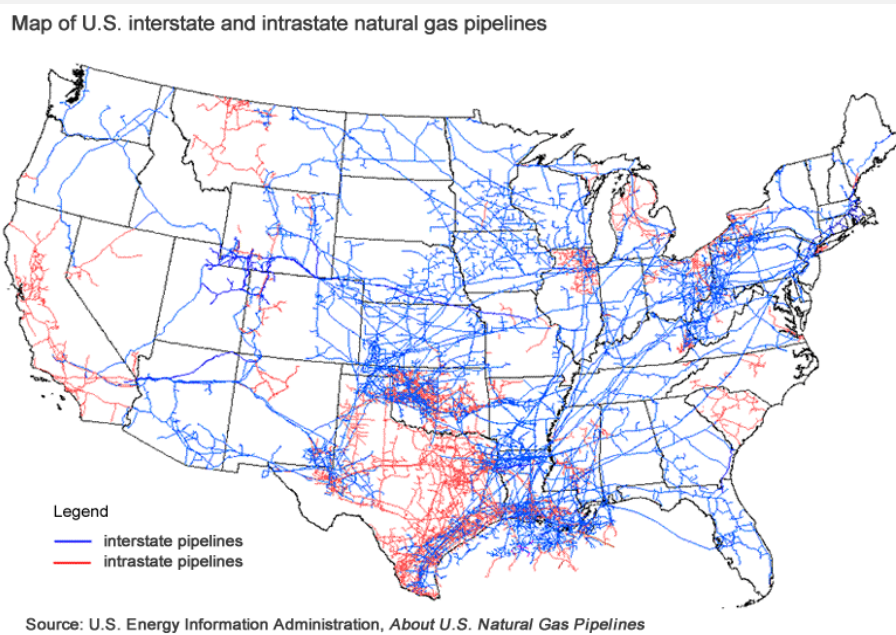 Map of U.S. interstate and intrastate natural gas pipelines
Legend
interstate pipelines
intrastate pipelines
Source: U.S. Energy Information Administration, About U.S. Natural Gas Pipelines